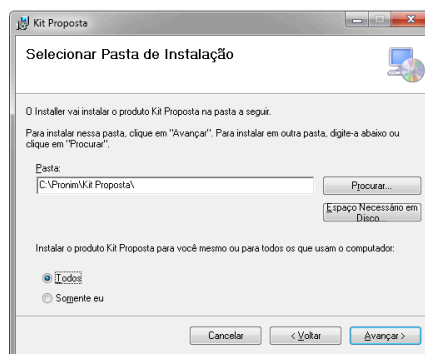 Kit Proposta
Selecionar Pasta de Instalação
O Installer vai instalar o produto Kit Proposta na pasta a seguir.
Para instalar nessa pasta, clique em "Avançar". Para instalar em outra pasta, digite-a abaixo ou
clique em "Procurar".
Pasta:
C:\Pronim\Kit Proposta\
Procurar...
Espaço Necessário em
Disco...
Instalar o produto Kit Proposta para você mesmo ou para todos os que usam o computador:
Todos
Somente eu
Cancelar
< Voltar
Avançar >